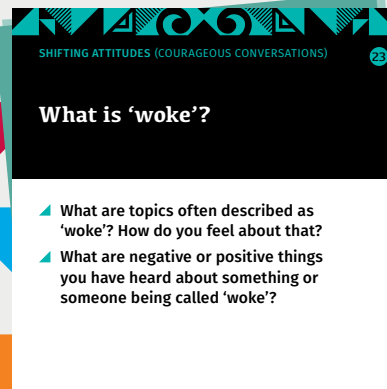 SHIFTING ATTITUDES (COURAGEOUS CONVERSATIONS)
23
What is ‘woke’?
What are topics often described as
‘woke’? How do you feel about that?
What are negative or positive things
you have heard about something or
someone being called ‘woke’?